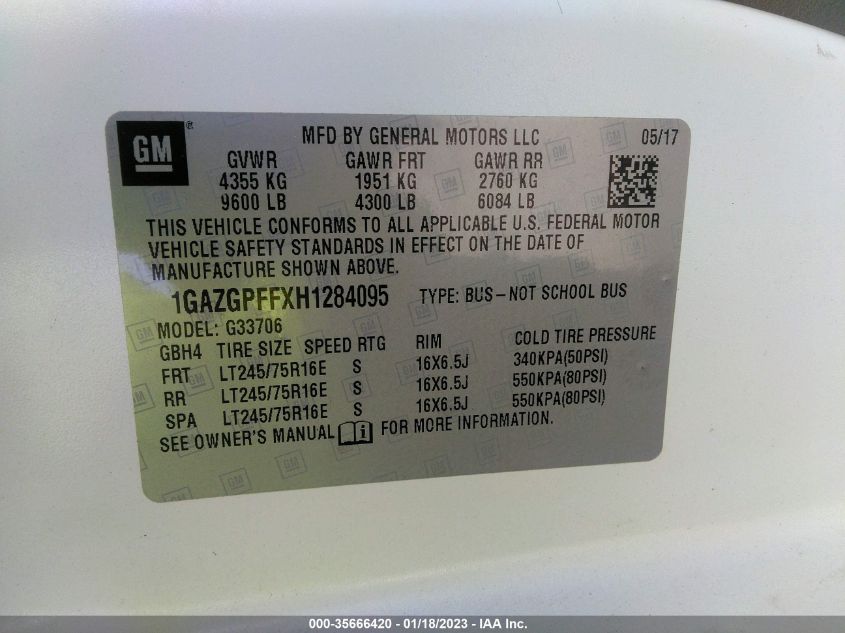 GM ® MFD BY GENERAL MOTORS LLC 05/17
GVWR GAWR FRT GAWR RR
4355 KG 1951 KG 2760 KG
9600 LB 4300 LB 6084 LB
THIS VEHICLE CONFORMS TO ALL APPLICABLE U.S. FEDERAL MOTOR
VEHICLE SAFETY STANDARDS IN EFFECT ON THE DATE OF
MANUFACTURE SHOWN ABOVE.
1GAZGPFFXH1284095 TYPE: BUS–NOT SCHOOL BUS
MODEL: G33706
GBH4 TIRE SIZE SPEED RTG RIM COLD TIRE PRESSURE
FRT LT245/75R16E S 16X6.5J 340KPA(50PSI)
RR LT245/75R16E S 16X6.5J 550KPA(80PSI)
SPA LT245/75R16E S 16X6.5J 550KPA(80PSI)
SEE OWNER'S MANUAL i FOR MORE INFORMATION.
000-35666420 - 01/18/2023 - IAA Inc.